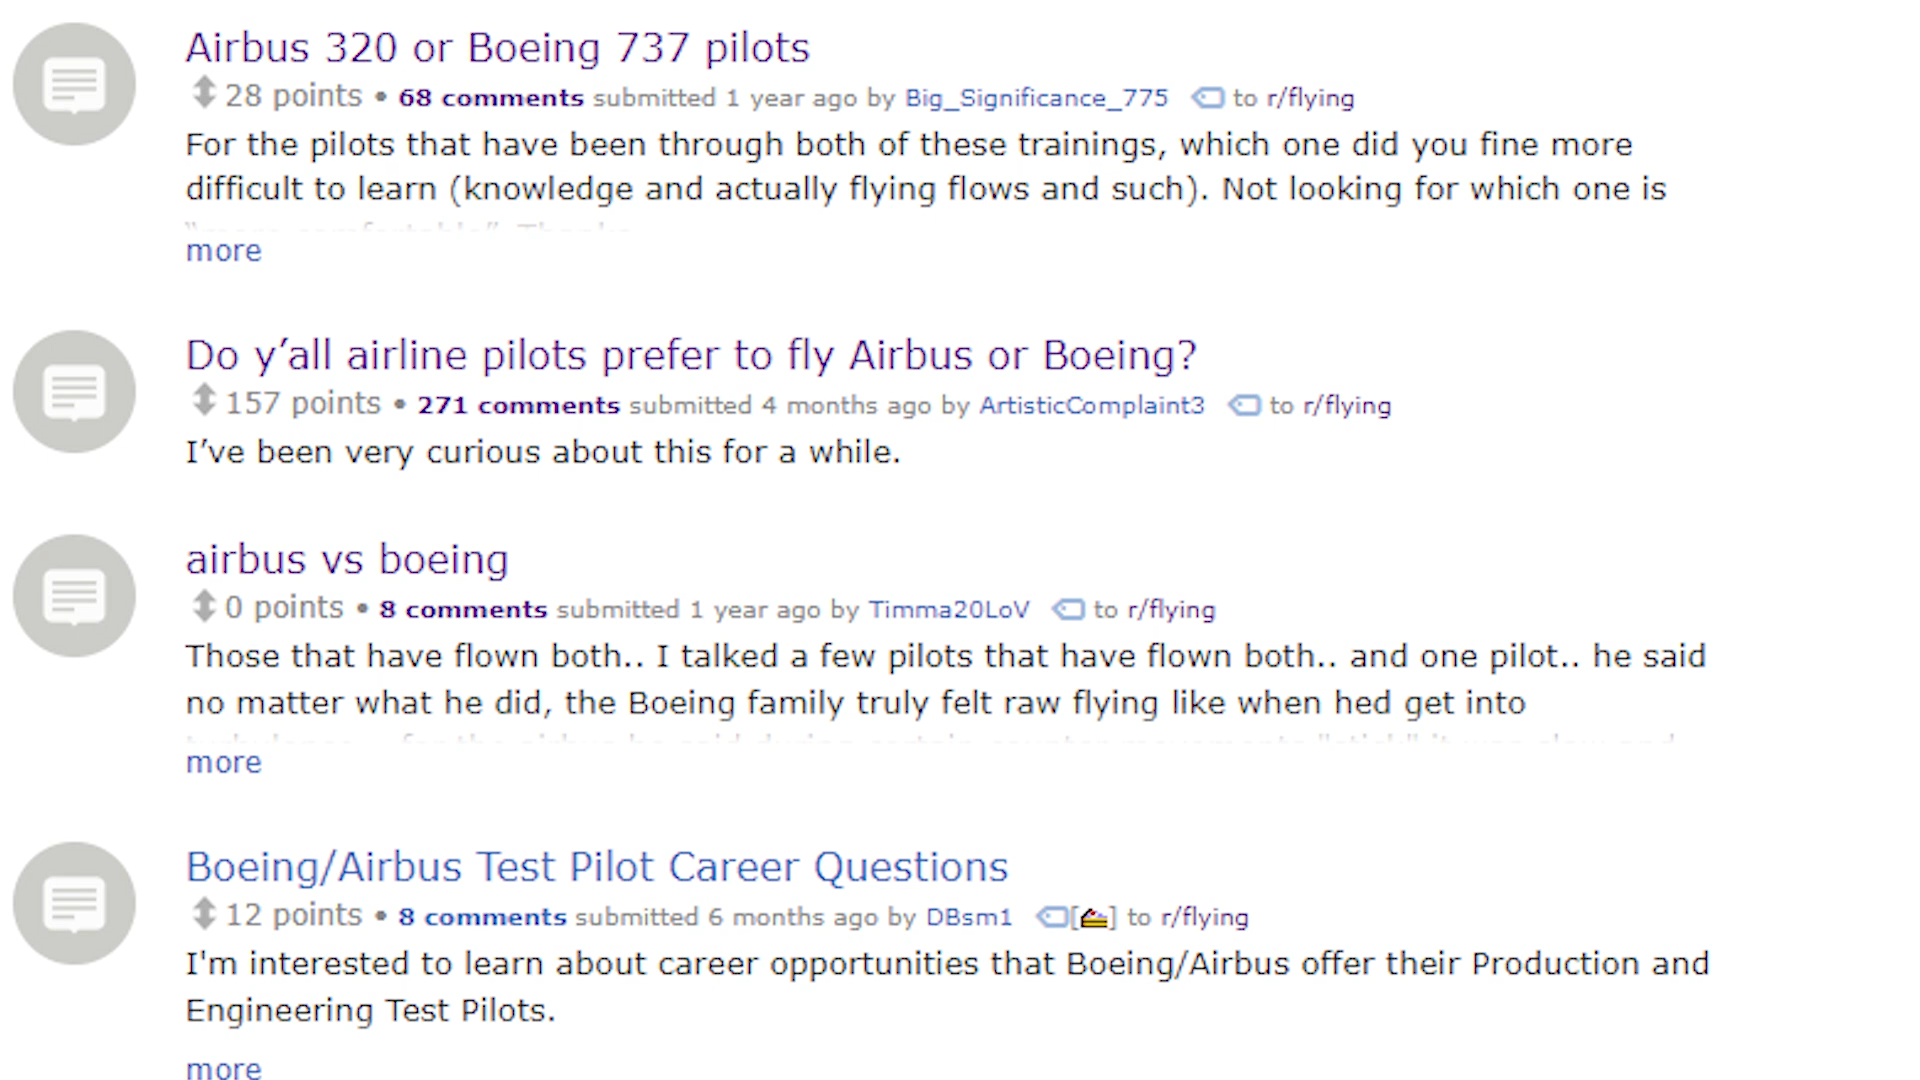 Airbus 320 or Boeing 737 pilots
28 points • 68 comments submitted 1 year ago by Big_Significance_775 to r/flying
For the pilots that have been through both of these trainings, which one did you fine more
difficult to learn (knowledge and actually flying flows and such). Not looking for which one is
"more comfortable". Thanks
more
Do y’all airline pilots prefer to fly Airbus or Boeing?
157 points • 271 comments submitted 4 months ago by ArtisticComplaint3 to r/flying
I’ve been very curious about this for a while.
airbus vs boeing
0 points • 8 comments submitted 1 year ago by Timma20LoV to r/flying
Those that have flown both.. I talked a few pilots that have flown both.. and one pilot.. he said
no matter what he did, the Boeing family truly felt raw flying like when hed get into
more
Boeing/Airbus Test Pilot Career Questions
12 points • 8 comments submitted 6 months ago by DBsm1 [] to r/flying
I'm interested to learn about career opportunities that Boeing/Airbus offer their Production and
Engineering Test Pilots.
more